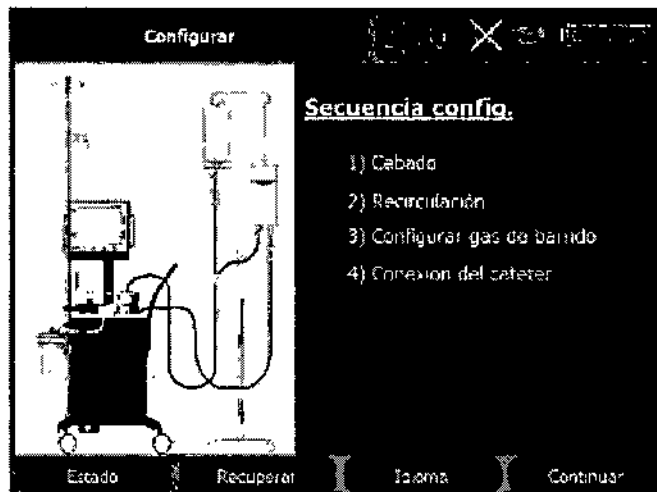 Configurar
Secuencia config.
1) Cebado
2) Recirculación
3) Configurar gas de barrido
4) Conexion del cateter
Estado
Recuperar
Idioma
Continuar